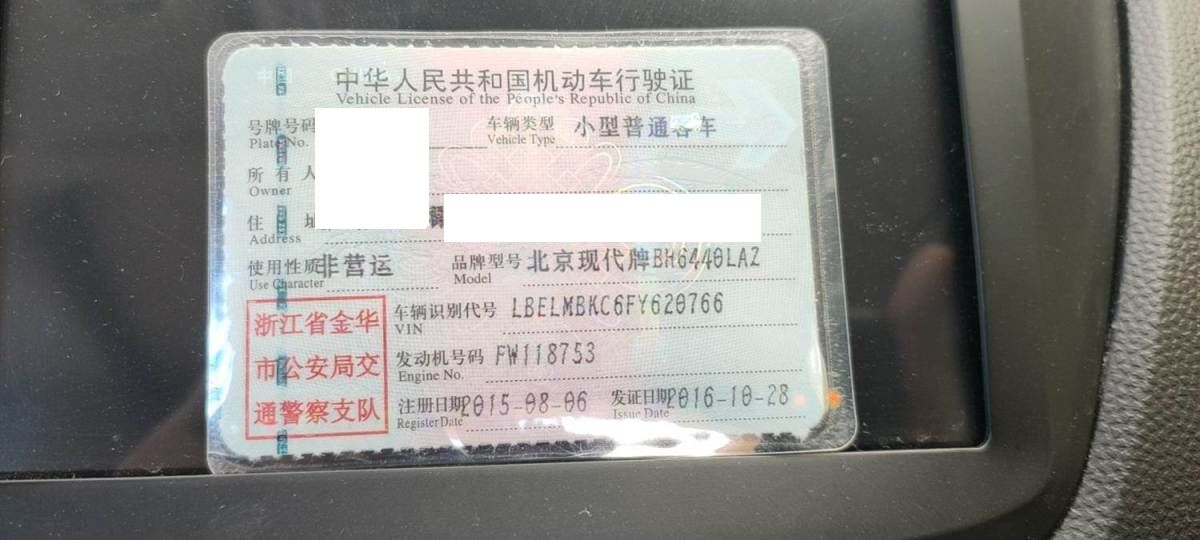 中华人民共和国机动车行驶证
Vehicle License of the People's Republic of China
号牌号码 车辆类型 小型普通客车
Plate No. Vehicle Type
所有人
Owner
住址
Address
使用性质 非营运 品牌型号 北京现代牌BH6440LAZ
Use Character Model
浙江省金华
市公安局交
通警察支队
车辆识别代号 LBELMBKC6FY620766
VIN
发动机号码 FW118753
Engine No.
注册日期 2015-08-06 发证日期 2016-10-28
Register Date Issue Date